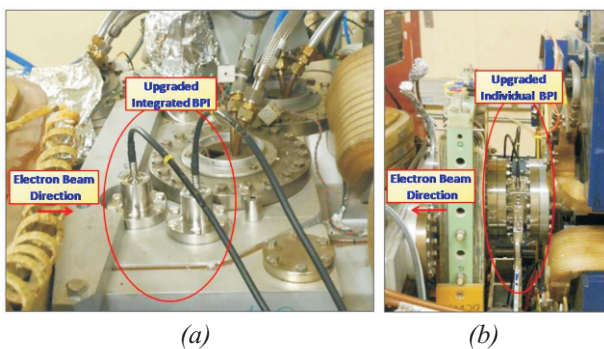 Upgraded
Integrated BPI
Electron Beam
Direction
(a)
Upgraded
Individual BPI
Electron Beam
Direction
(b)